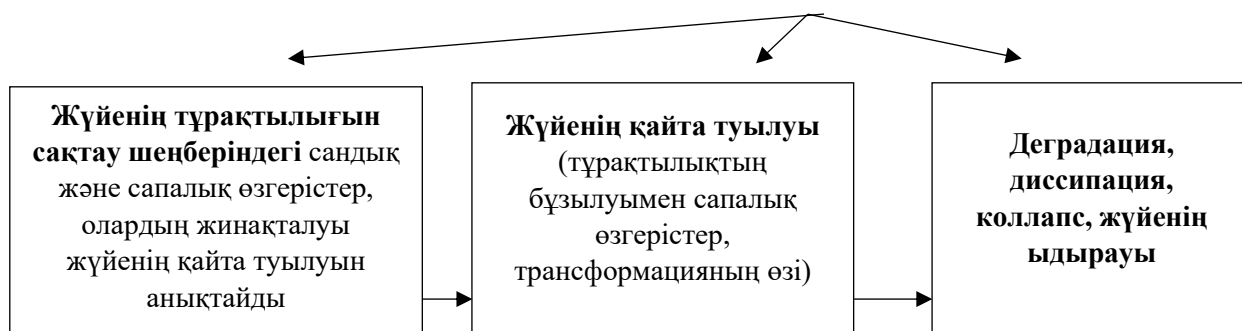 Жүйенің тұрақтылығын
сақтау шеңберіндегі сандық
және сапалық өзгерістер,
олардың жинақталуы
жүйенің қайта туылуын
анықтайды
Жүйенің қайта туылуы
(тұрақтылықтың
бұзылуымен сапалық
өзгерістер,
трансформацияның өзі)
Деградация,
диссипация,
коллапс, жүйенің
ыдырауы